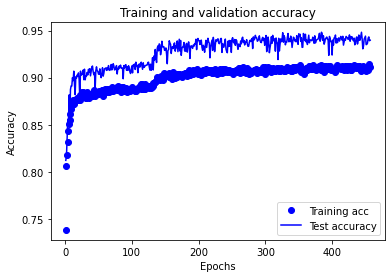 Training and validation accuracy
Accuracy
0.95
0.90
0.85
0.80
0.75
0
100
200
300
400
Epochs
Training acc
Test accuracy